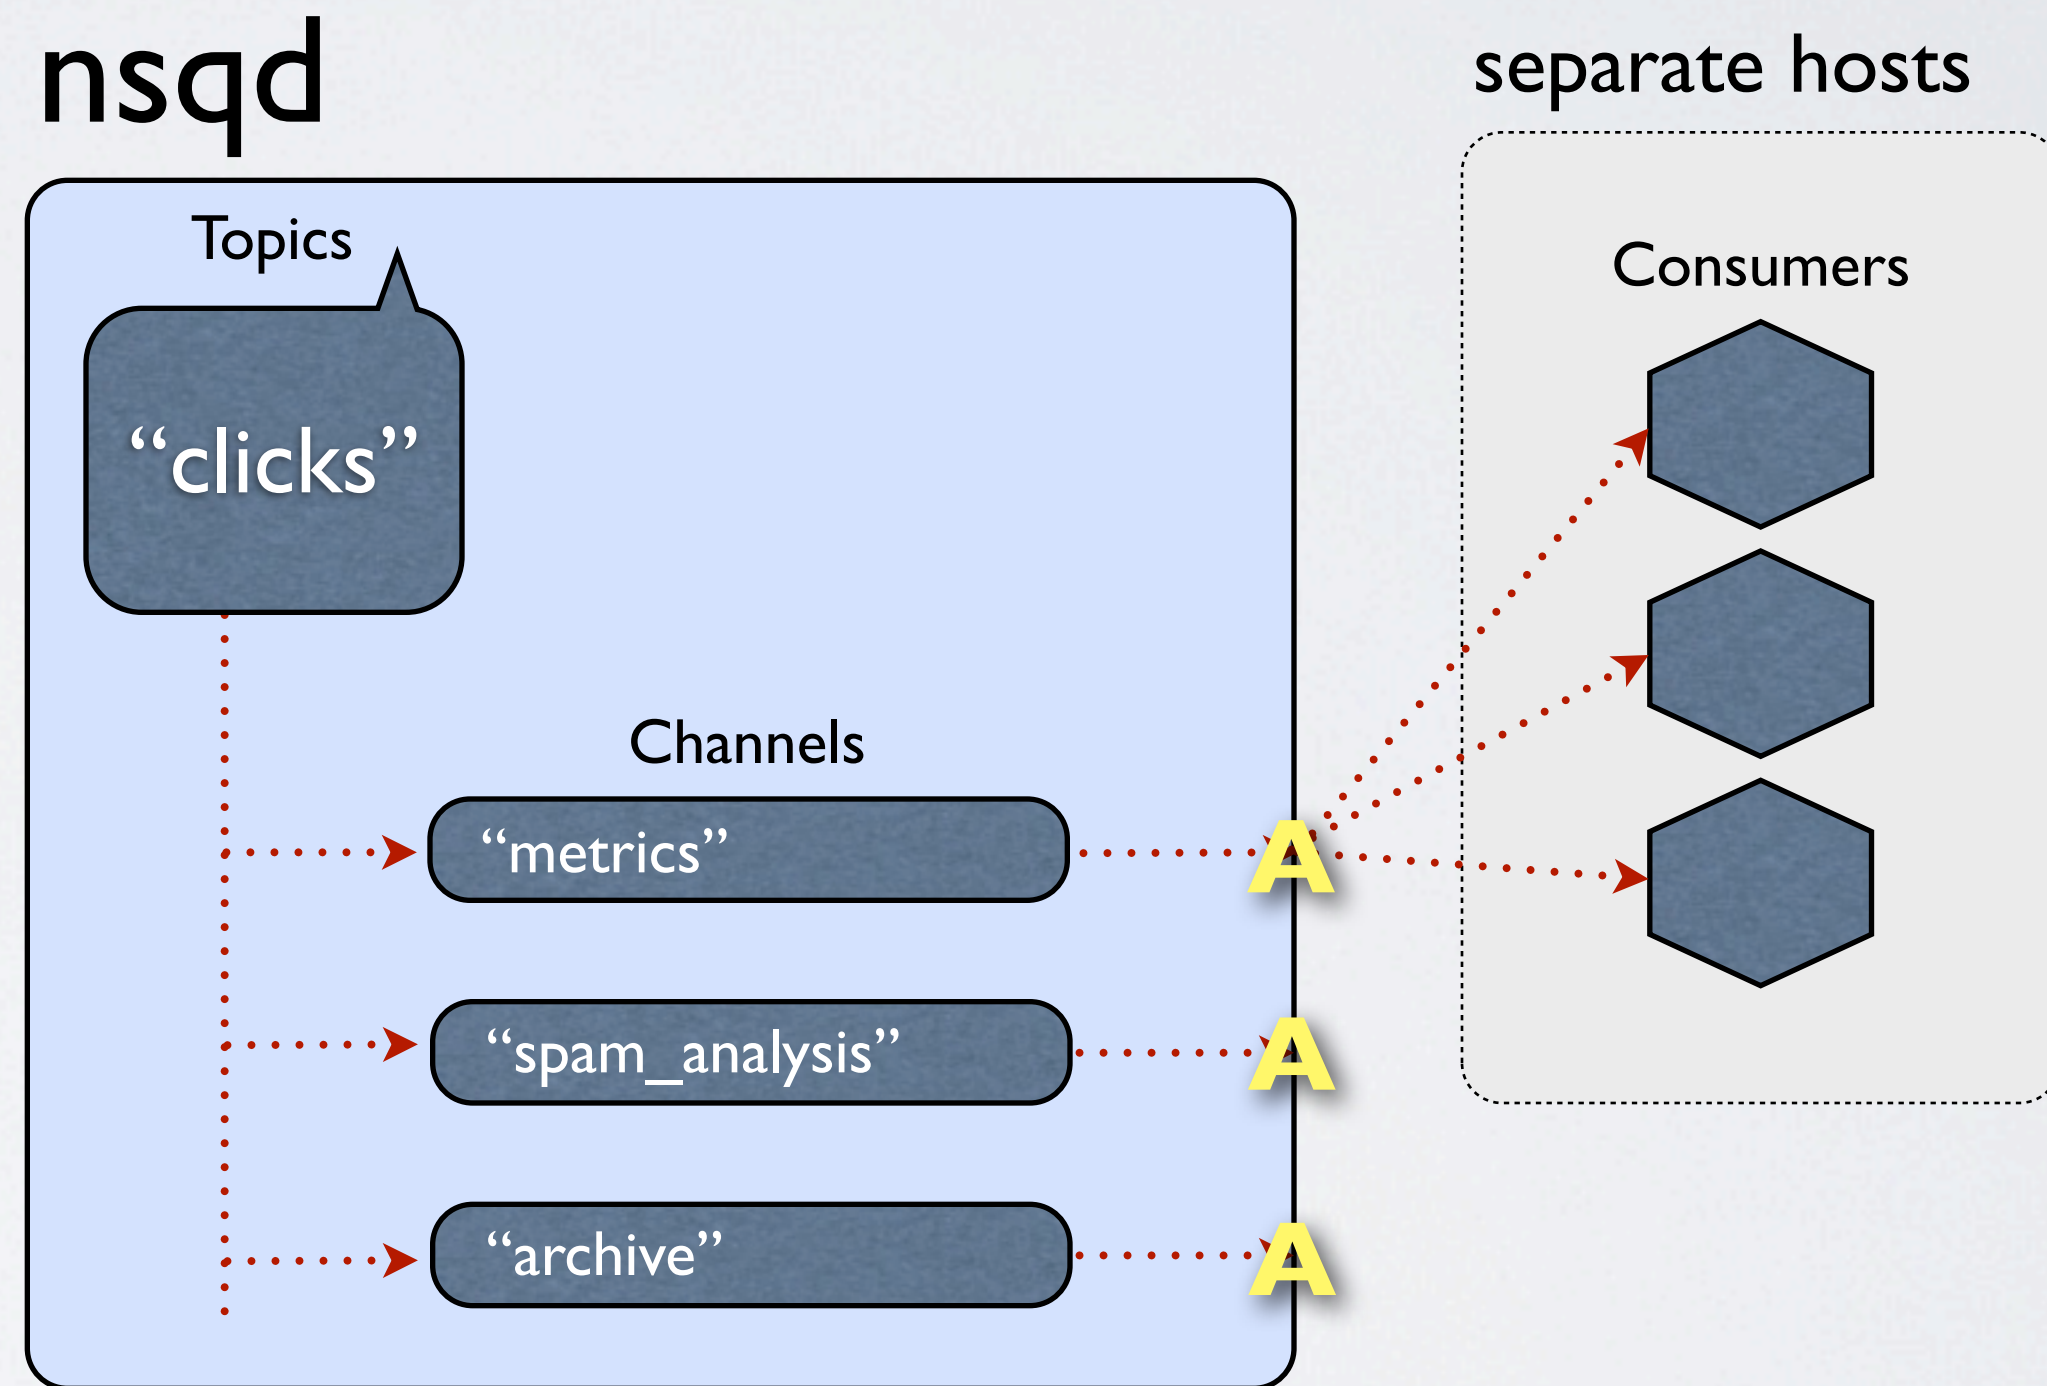 nsqd
separate hosts
Topics
“clicks”
Consumers
Channels
“metrics”
A
“spam_analysis”
A
“archive”
A